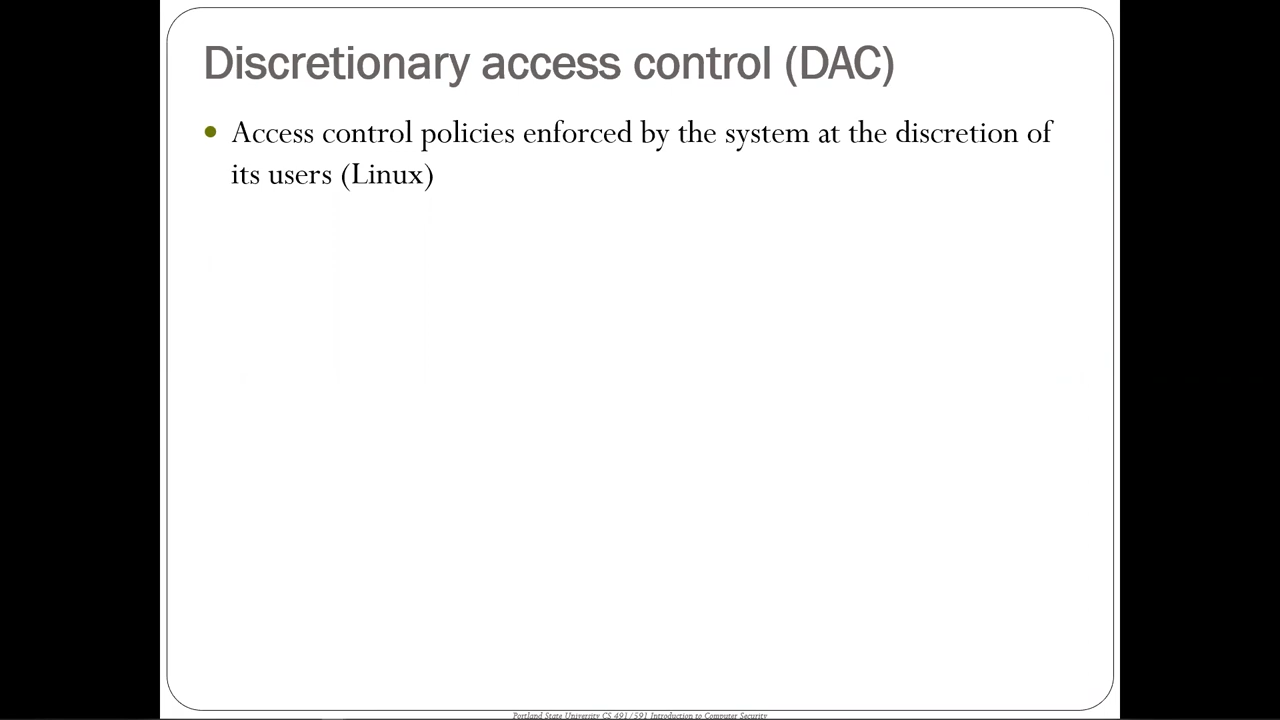 Discretionary access control (DAC)
• Access control policies enforced by the system at the discretion of
its users (Linux)
Portland State University CS 491/591 Introduction to Computer Security